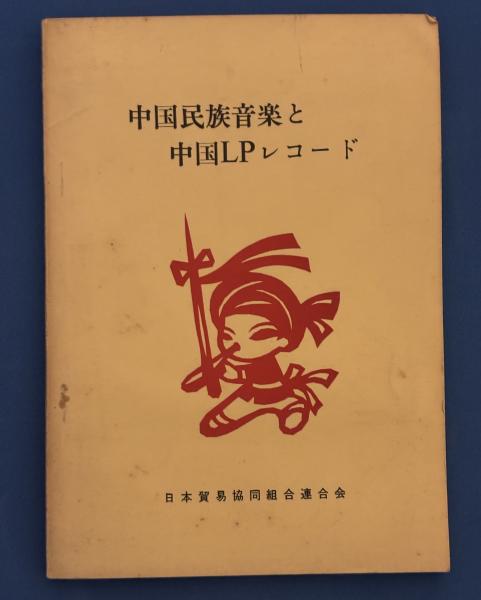 中国民族音楽と
中国LPレコード
日本貿易協同組合連合会